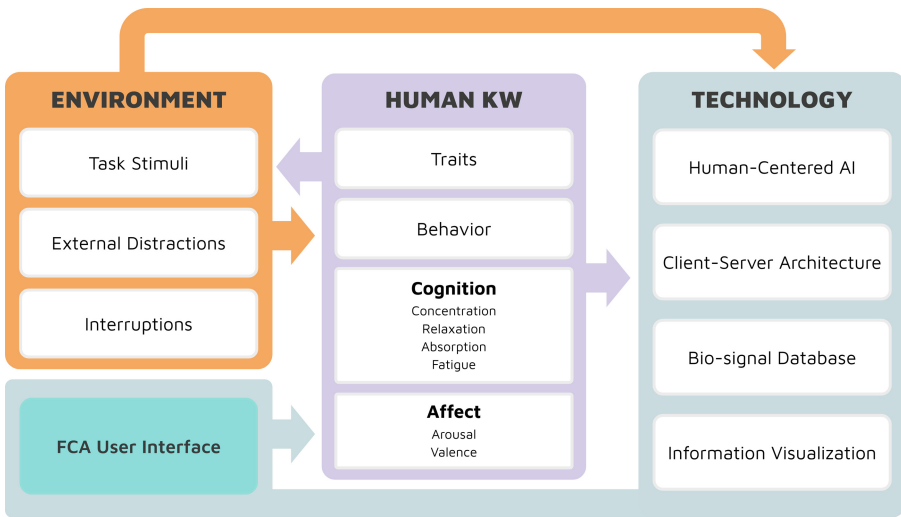 ENVIRONMENT
Task Stimuli
External Distractions
Interruptions
FCA User Interface
HUMAN KW
Traits
Behavior
Cognition
Concentration
Relaxation
Absorption
Fatigue
Affect
Arousal
Valence
TECHNOLOGY
Human-Centered AI
Client-Server Architecture
Bio-signal Database
Information Visualization